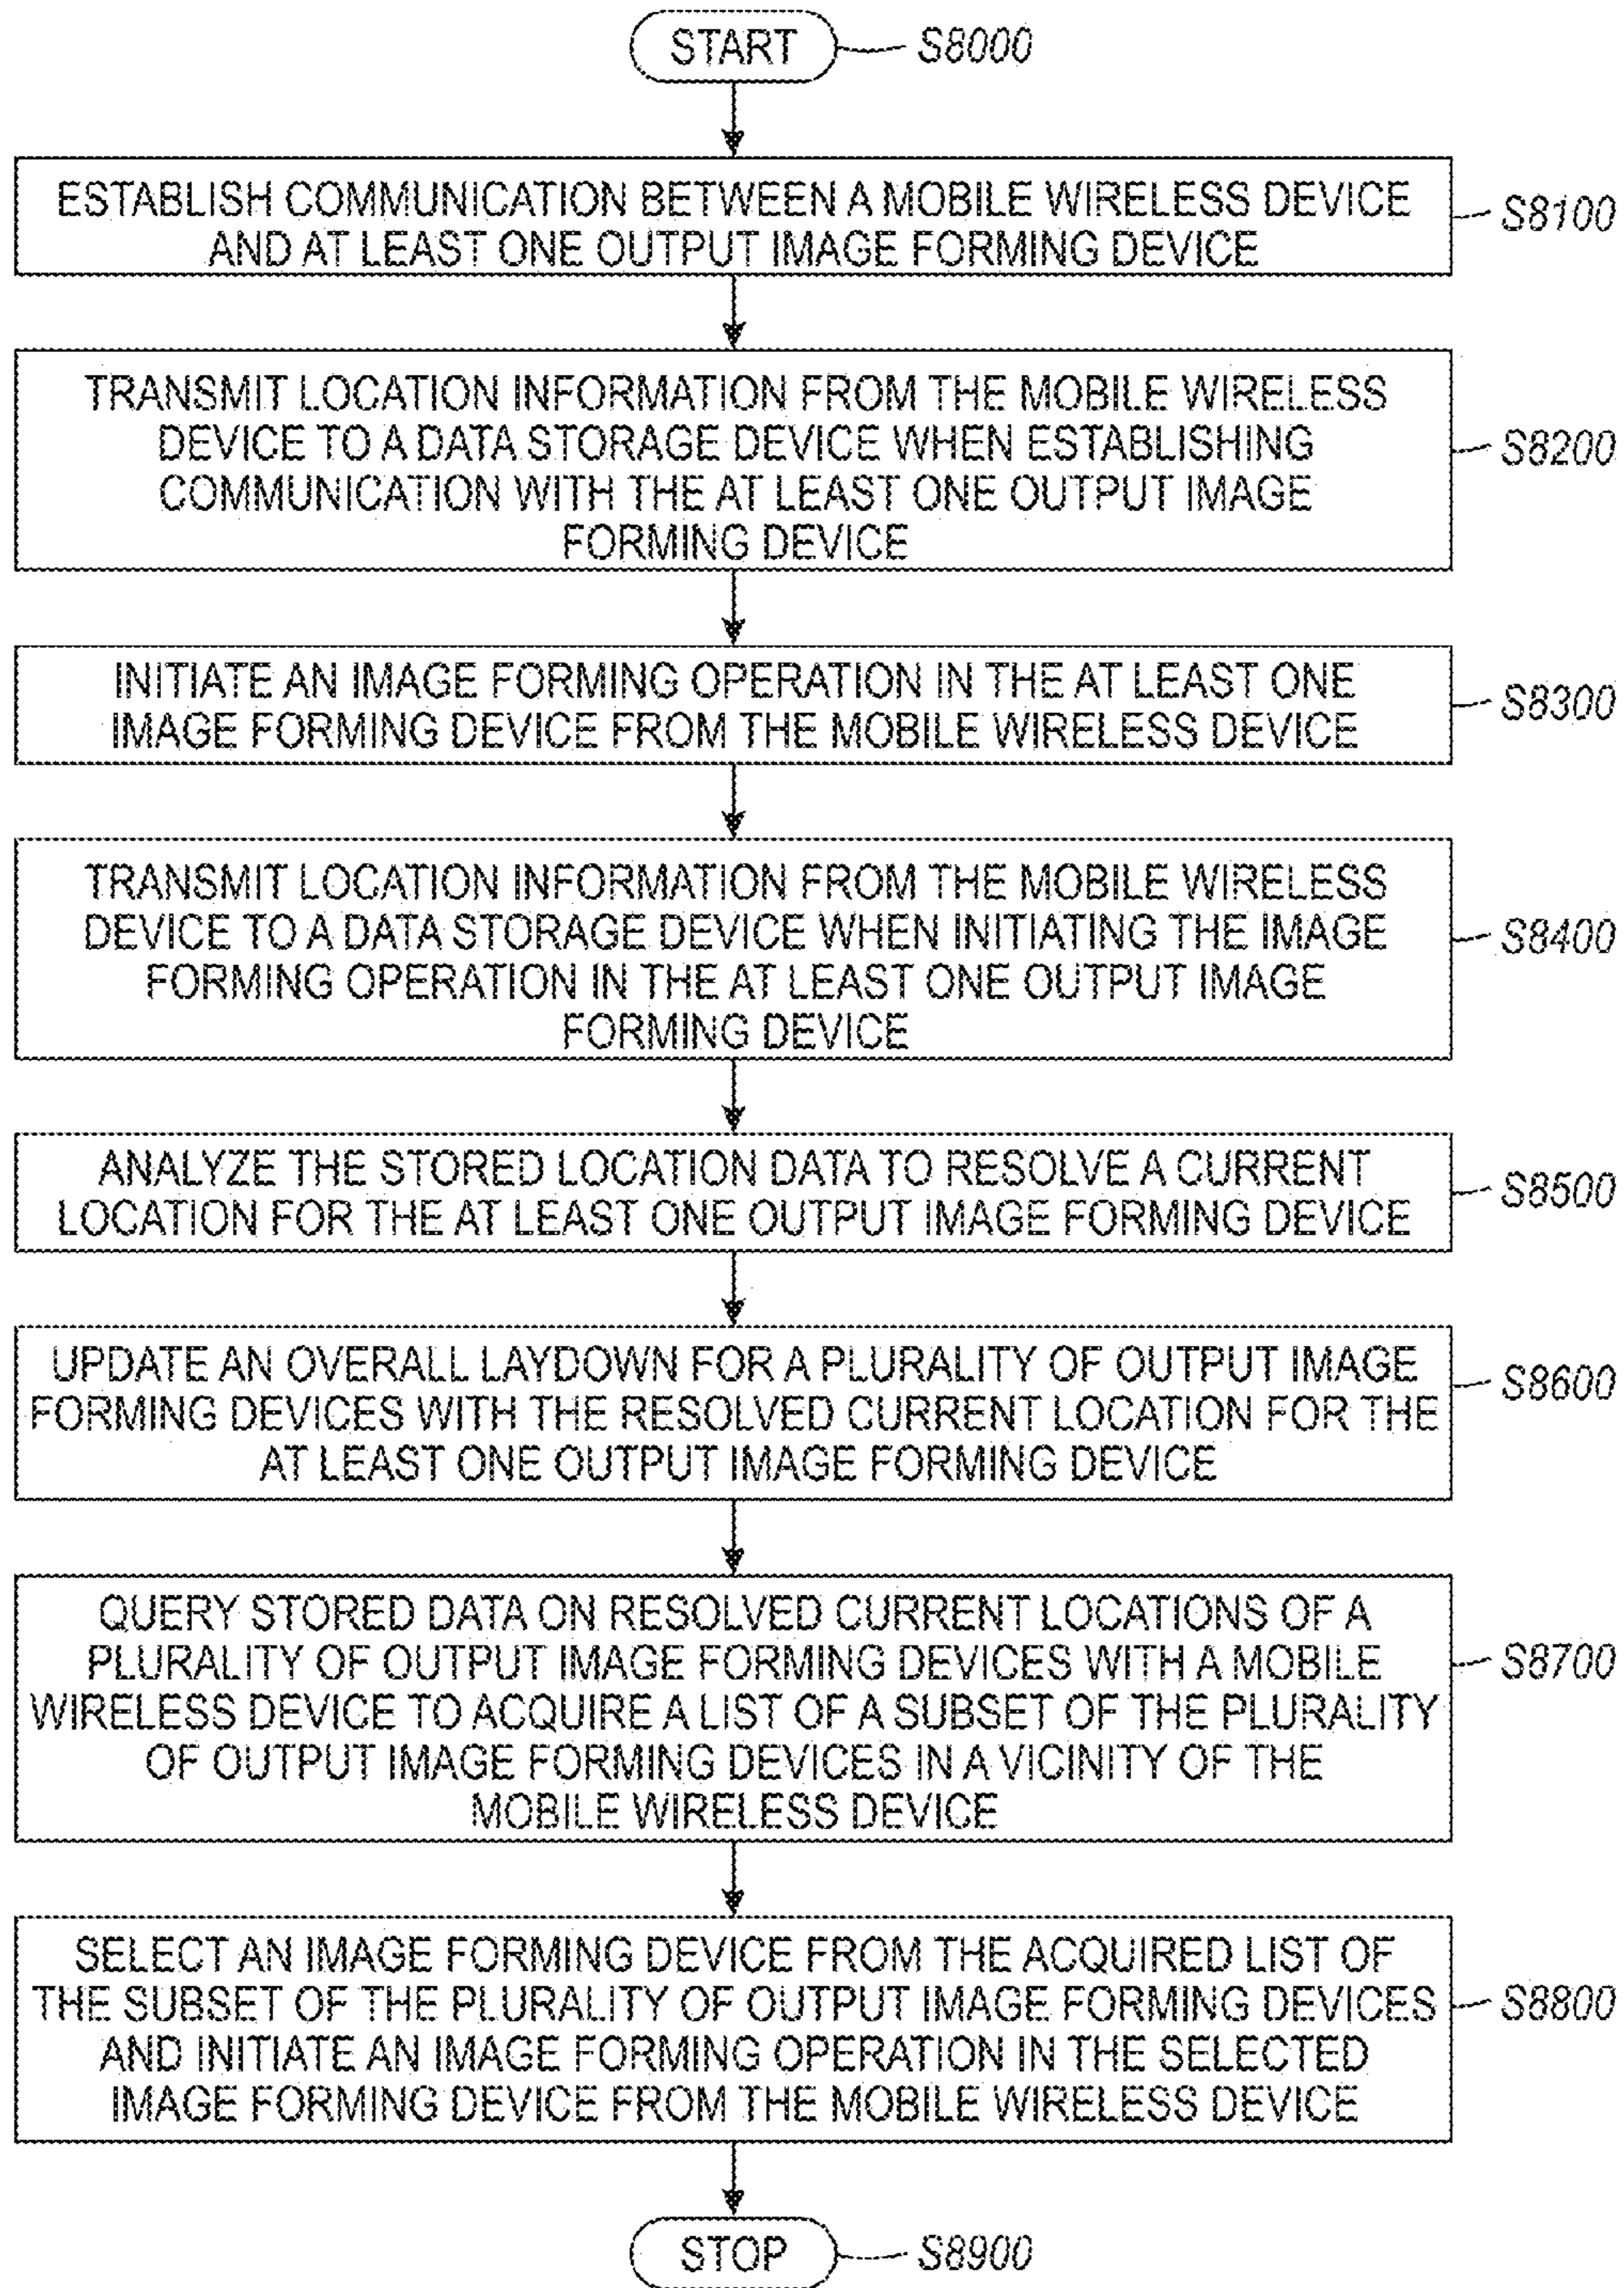 START
S8000
ESTABLISH COMMUNICATION BETWEEN A MOBILE WIRELESS DEVICE
AND AT LEAST ONE OUTPUT IMAGE FORMING DEVICE
S8100
TRANSMIT LOCATION INFORMATION FROM THE MOBILE WIRELESS
DEVICE TO A DATA STORAGE DEVICE WHEN ESTABLISHING
COMMUNICATION WITH THE AT LEAST ONE OUTPUT IMAGE
FORMING DEVICE
S8200
INITIATE AN IMAGE FORMING OPERATION IN THE AT LEAST ONE
IMAGE FORMING DEVICE FROM THE MOBILE WIRELESS DEVICE
S8300
TRANSMIT LOCATION INFORMATION FROM THE MOBILE WIRELESS
DEVICE TO A DATA STORAGE DEVICE WHEN INITIATING THE IMAGE
FORMING OPERATION IN THE AT LEAST ONE OUTPUT IMAGE
FORMING DEVICE
S8400
ANALYZE THE STORED LOCATION DATA TO RESOLVE A CURRENT
LOCATION FOR THE AT LEAST ONE OUTPUT IMAGE FORMING DEVICE
S8500
UPDATE AN OVERALL LAYDOWN FOR A PLURALITY OF OUTPUT IMAGE
FORMING DEVICES WITH THE RESOLVED CURRENT LOCATION FOR THE
AT LEAST ONE OUTPUT IMAGE FORMING DEVICE
S8600
QUERY STORED DATA ON RESOLVED CURRENT LOCATIONS OF A
PLURALITY OF OUTPUT IMAGE FORMING DEVICES WITH A MOBILE
WIRELESS DEVICE TO ACQUIRE A LIST OF A SUBSET OF THE PLURALITY
OF OUTPUT IMAGE FORMING DEVICES IN A VICINITY OF THE
MOBILE WIRELESS DEVICE
S8700
SELECT AN IMAGE FORMING DEVICE FROM THE ACQUIRED LIST OF
THE SUBSET OF THE PLURALITY OF OUTPUT IMAGE FORMING DEVICES
AND INITIATE AN IMAGE FORMING OPERATION IN THE SELECTED
IMAGE FORMING DEVICE FROM THE MOBILE WIRELESS DEVICE
S8800
STOP
S8900